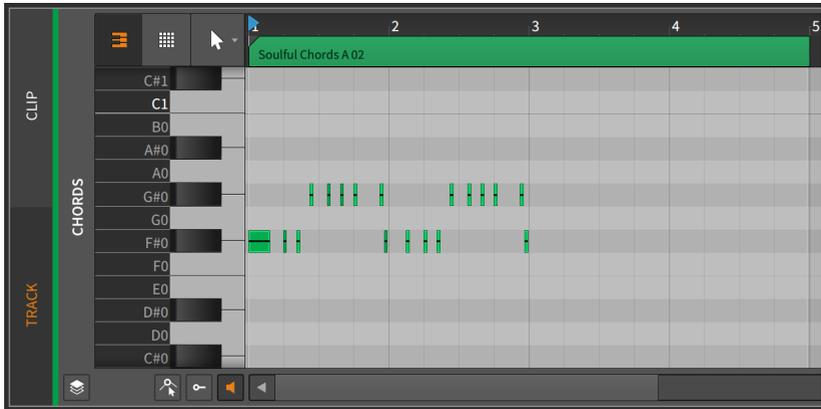 1 2 3 4 5
Soulful Chords A 02
CLIP
TRACK
CHORDS
C#1
C1
B0
A#0
A0
G#0
G0
F#0
F0
E0
D#0
D0
C#0